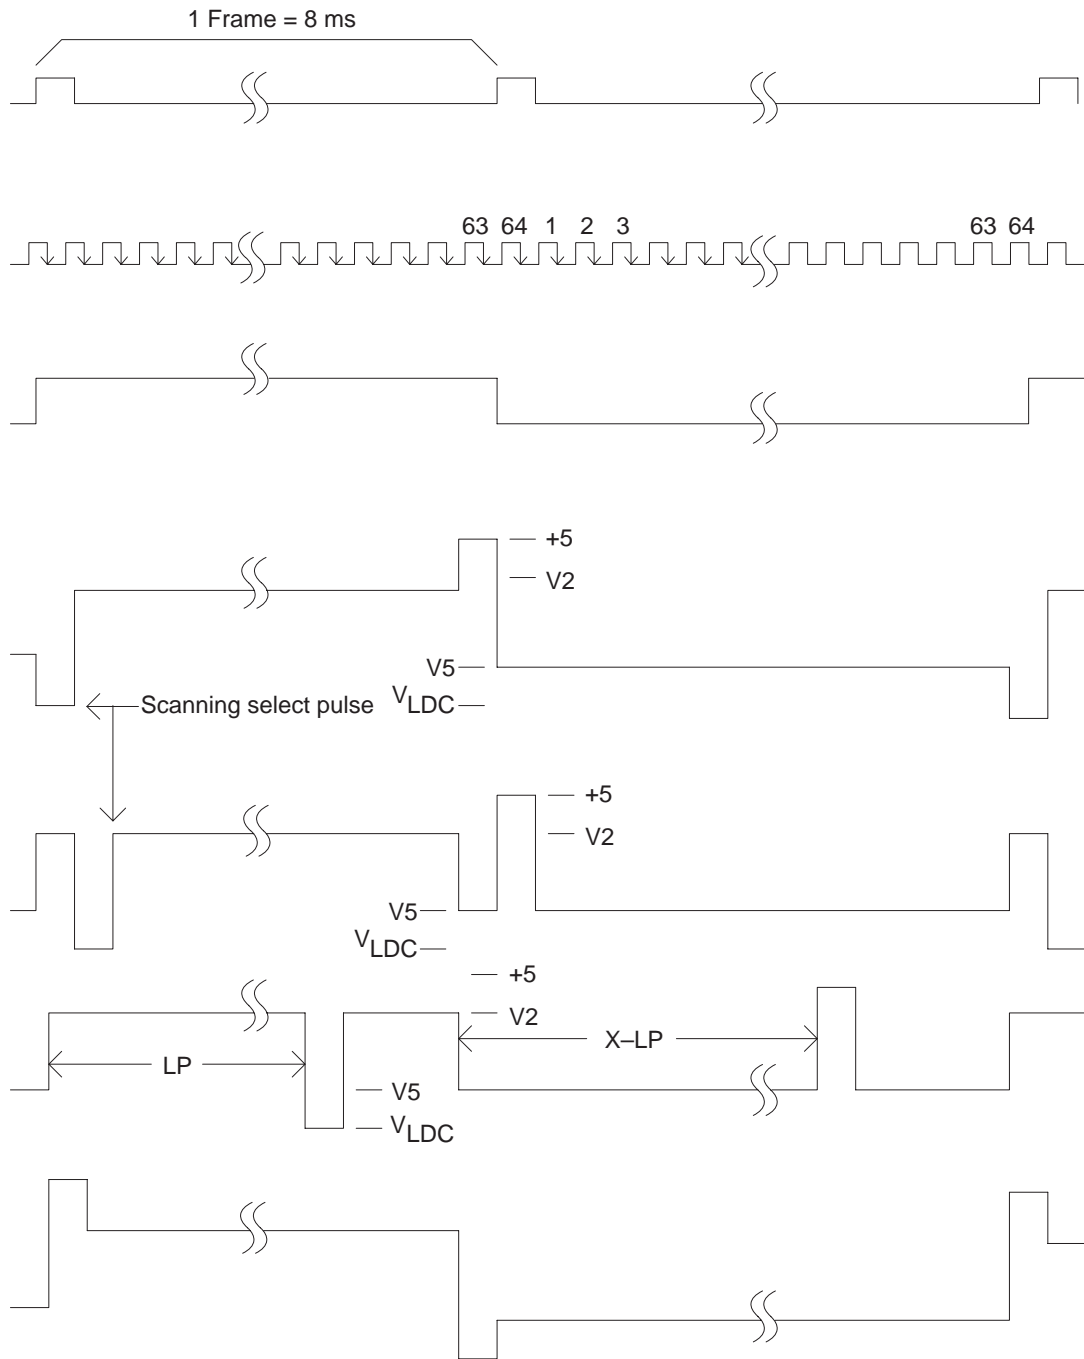 1 Frame = 8 ms
63 64 1 2 3 63 64
+5
V2
V5
VLDC
Scanning select pulse
+5
V2
V5
VLDC
+5
V2
X–LP
LP
V5
VLDC